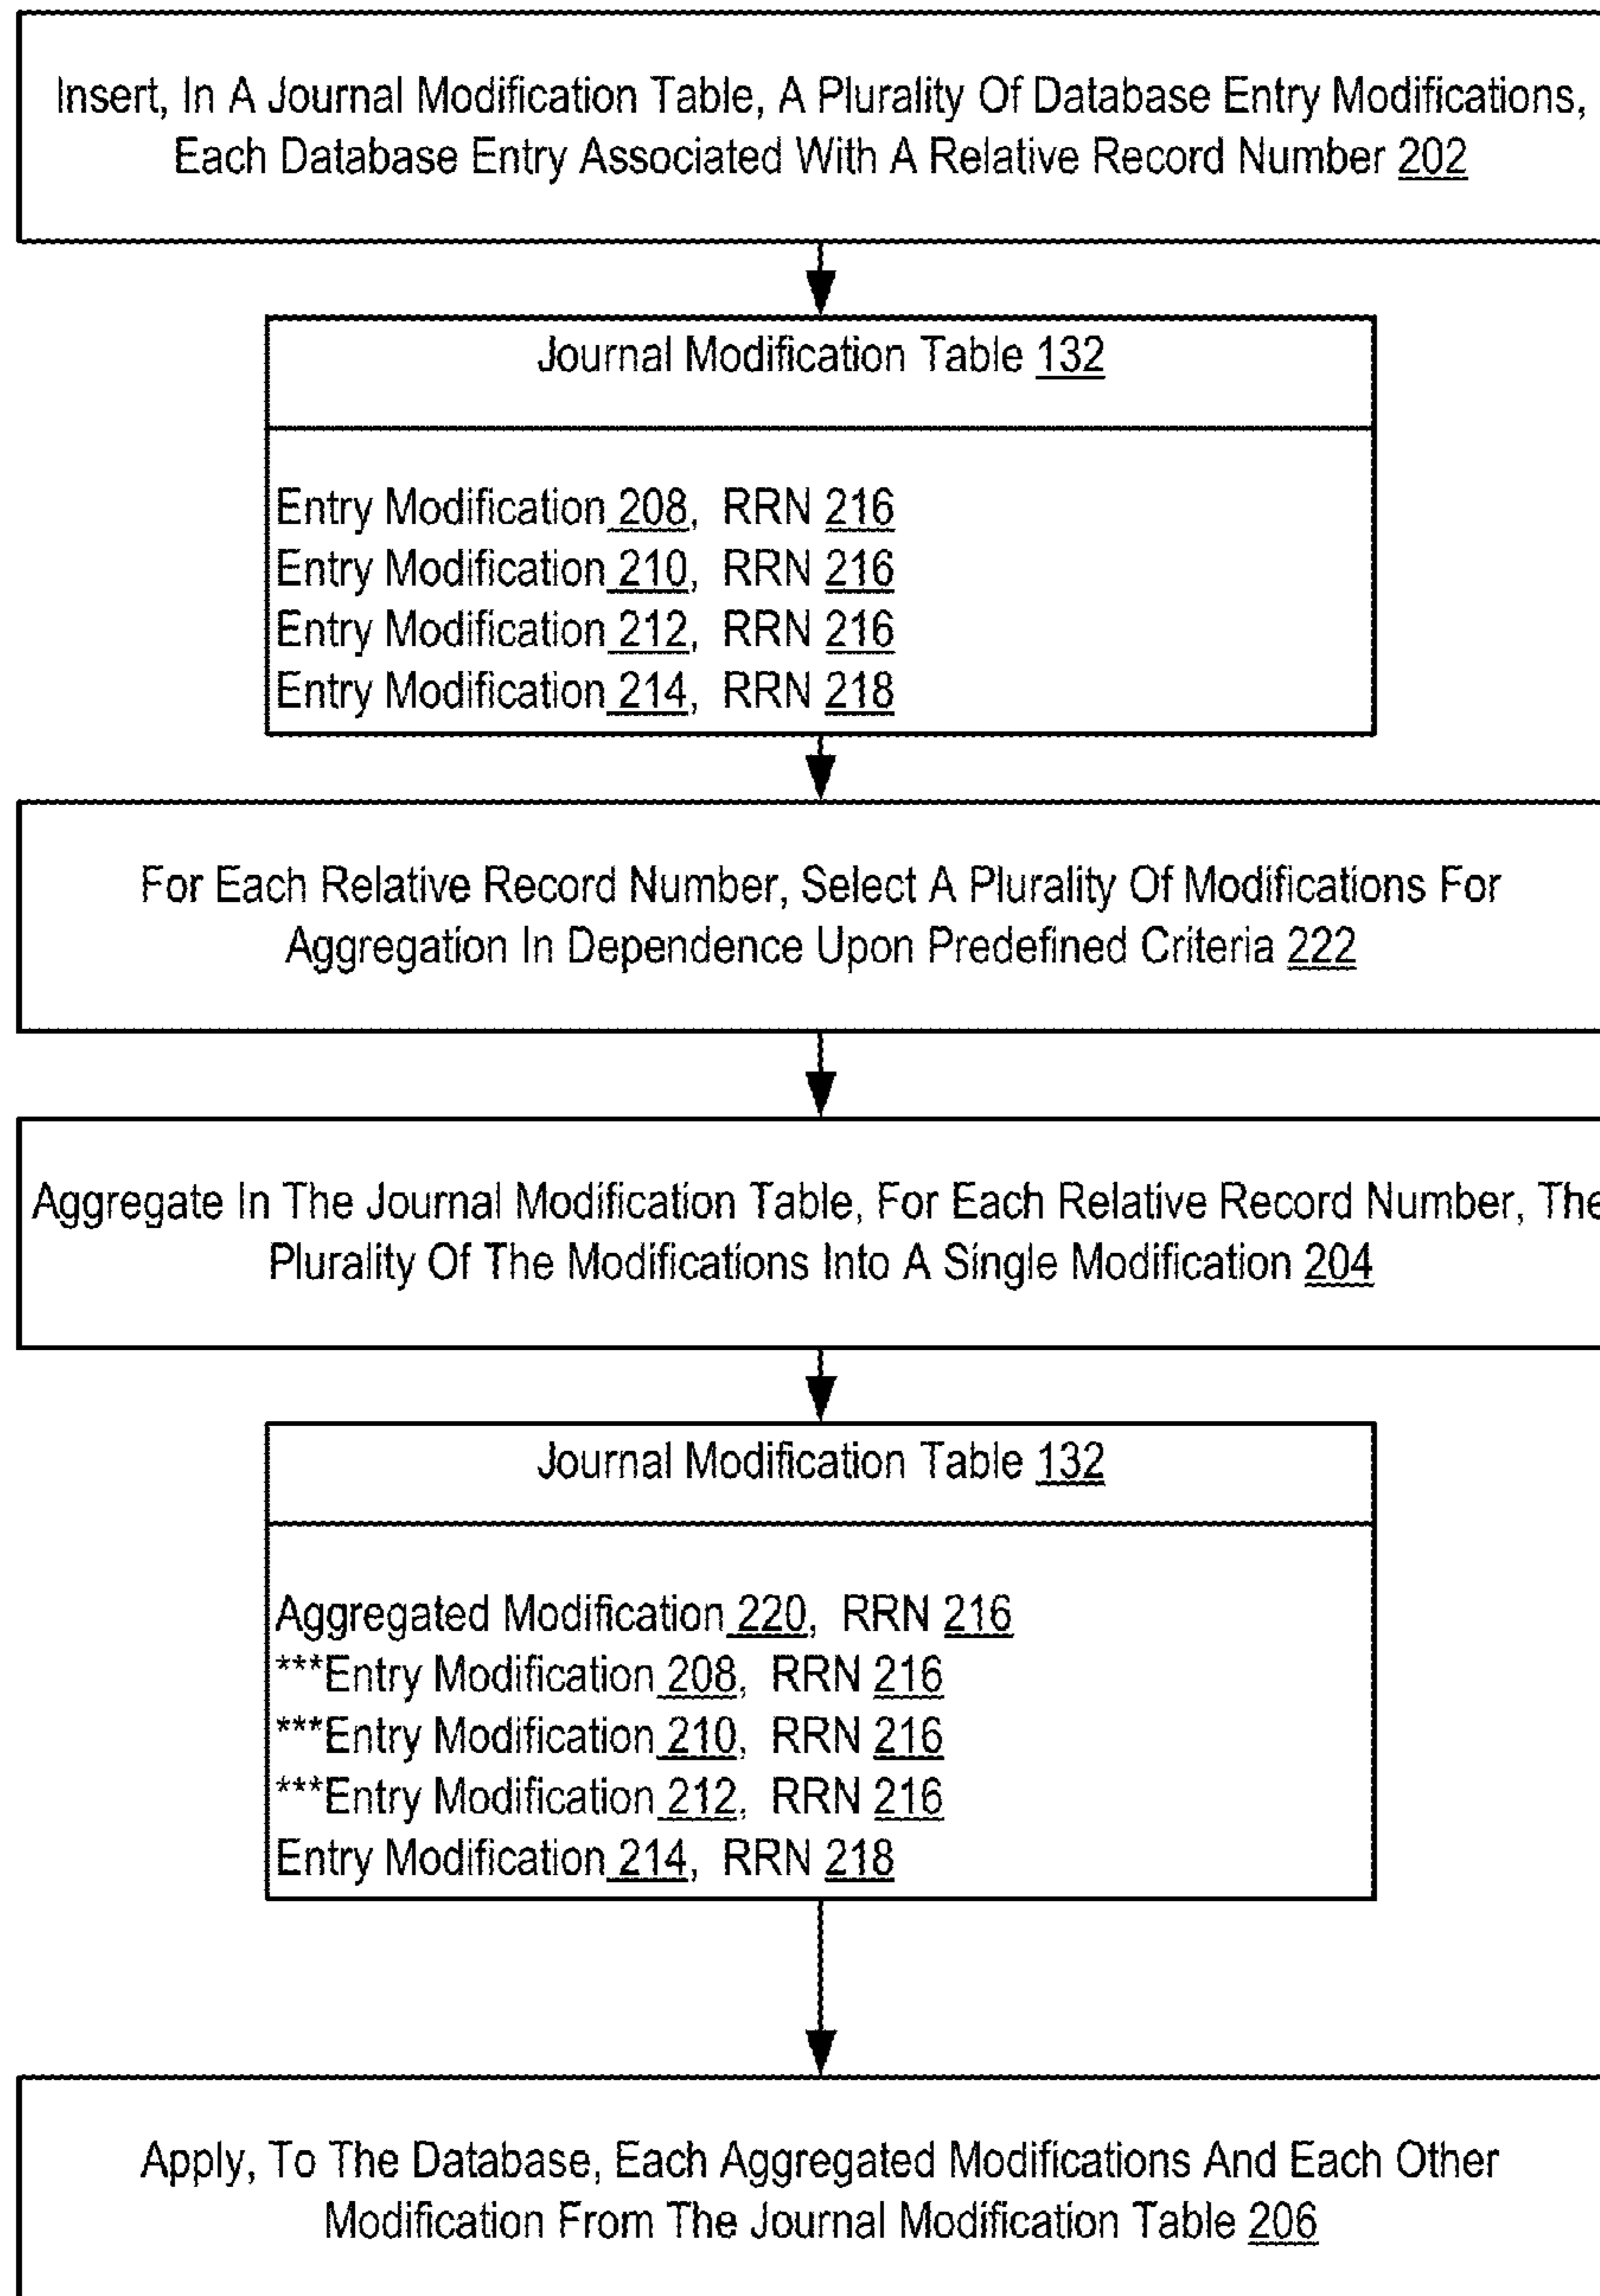 Insert, In A Journal Modification Table, A Plurality Of Database Entry Modifications,
Each Database Entry Associated With A Relative Record Number 202
Journal Modification Table 132
Entry Modification 208, RRN 216
Entry Modification 210, RRN 216
Entry Modification 212, RRN 216
Entry Modification 214, RRN 218
For Each Relative Record Number, Select A Plurality Of Modifications For
Aggregation In Dependence Upon Predefined Criteria 222
Aggregate In The Journal Modification Table, For Each Relative Record Number, The
Plurality Of The Modifications Into A Single Modification 204
Journal Modification Table 132
Aggregated Modification 220, RRN 216
***Entry Modification 208, RRN 216
***Entry Modification 210, RRN 216
***Entry Modification 212, RRN 216
Entry Modification 214, RRN 218
Apply, To The Database, Each Aggregated Modifications And Each Other
Modification From The Journal Modification Table 206